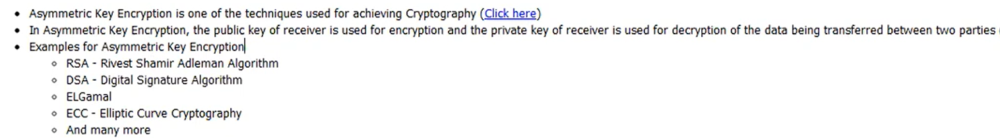 Asymmetric Key Encryption is one of the techniques used for achieving Cryptography (Click here)
In Asymmetric Key Encryption, the public key of receiver is used for encryption and the private key of receiver is used for decryption of the data being transferred between two parties
Examples for Asymmetric Key Encryption
RSA - Rivest Shamir Adleman Algorithm
DSA - Digital Signature Algorithm
ELGamal
ECC - Elliptic Curve Cryptography
And many more